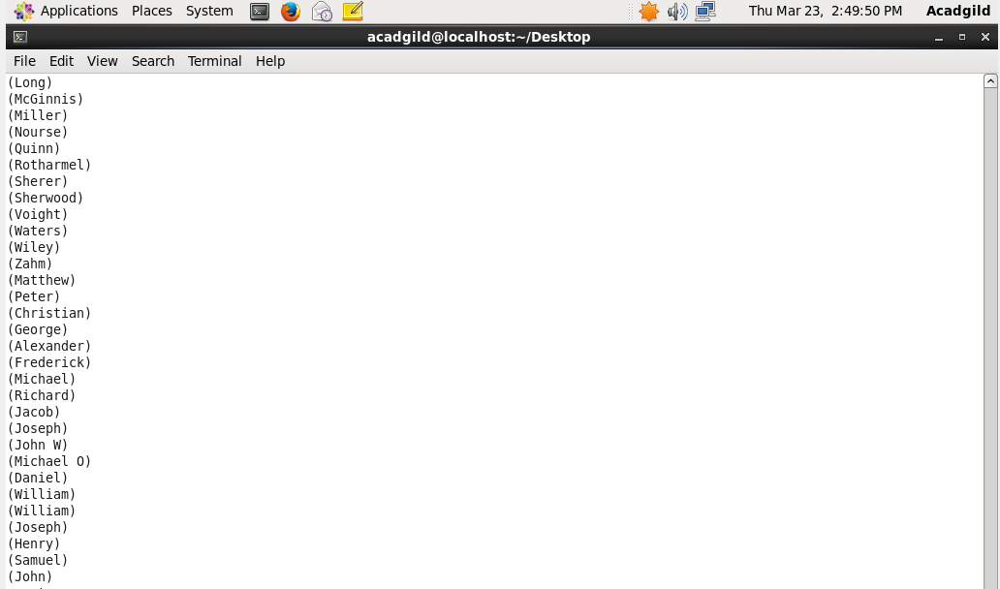 Applications Places System Thu Mar 23, 2:49:50 PM Acadgild
acadgild@localhost:~/Desktop
File Edit View Search Terminal Help
(Long)
(McGinnis)
(Miller)
(Nourse)
(Quinn)
(Rotharmel)
(Sherer)
(Sherwood)
(Voight)
(Waters)
(Wiley)
(Zahm)
(Matthew)
(Peter)
(Christian)
(George)
(Alexander)
(Frederick)
(Michael)
(Richard)
(Jacob)
(Joseph)
(John W)
(Michael O)
(Daniel)
(William)
(William)
(Joseph)
(Henry)
(Samuel)
(John)